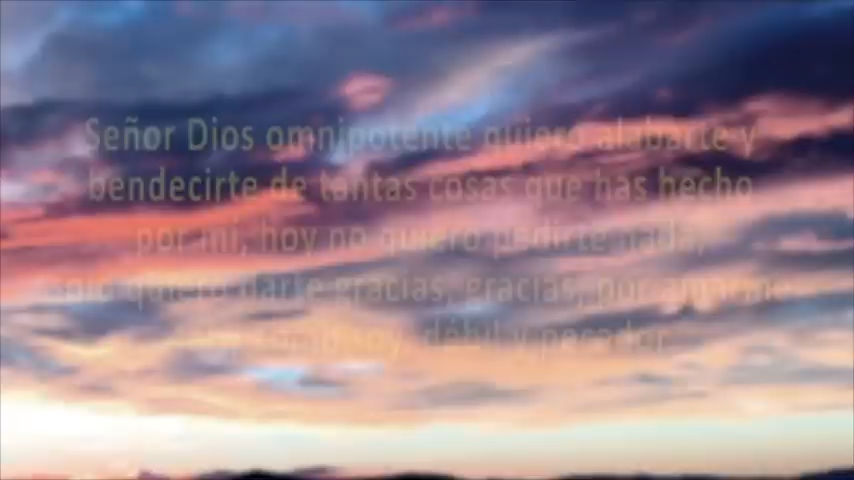 Señor Dios omnipotente quiero alabarte y
bendecirte de tantas cosas que has hecho
por mi, hoy no quiero pedirte nada,
quiero darte gracias, gracias, por amarme
soy, débil y pecador